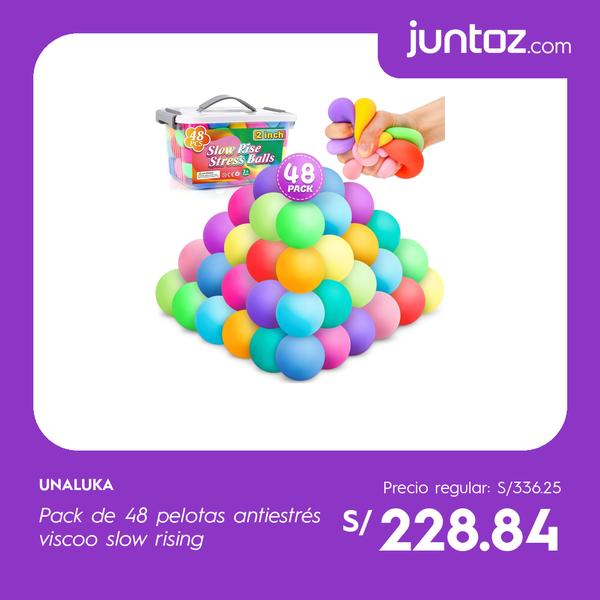 juntoz.com
48
PCS
2 inch
Slow Rise
Stress Balls
48
PACK
UNALUKA
Pack de 48 pelotas antiestrés
viscoo slow rising
Precio regular: S/336.25
S/ 228.84